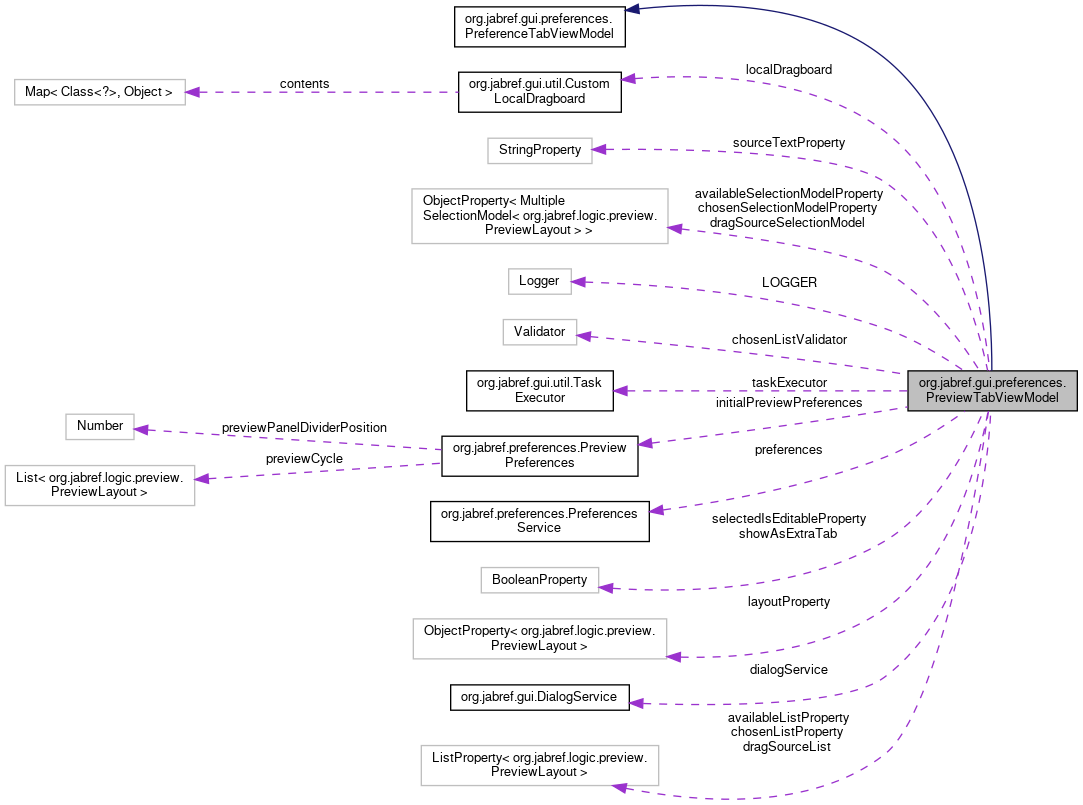 org.jabref.gui.preferences.
PreferenceTabViewModel
localDragboard
org.jabref.gui.util.Custom
LocalDragboard
contents
Map< Class<?>, Object >
sourceTextProperty
StringProperty
availableSelectionModelProperty
chosenSelectionModelProperty
dragSourceSelectionModel
ObjectProperty< Multiple
SelectionModel< org.jabref.logic.preview.
PreviewLayout > >
LOGGER
Logger
Validator
chosenListValidator
org.jabref.gui.util.Task
Executor
taskExecutor
org.jabref.gui.preferences.
PreviewTabViewModel
initialPreviewPreferences
Number
previewPanelDividerPosition
org.jabref.preferences.Preview
Preferences
previewCycle
List< org.jabref.logic.preview.
PreviewLayout >
preferences
org.jabref.preferences.Preferences
Service
selectedIsEditableProperty
showAsExtraTab
BooleanProperty
layoutProperty
ObjectProperty< org.jabref.logic.preview.
PreviewLayout >
dialogService
org.jabref.gui.DialogService
availableListProperty
chosenListProperty
dragSourceList
ListProperty< org.jabref.logic.preview.
PreviewLayout >